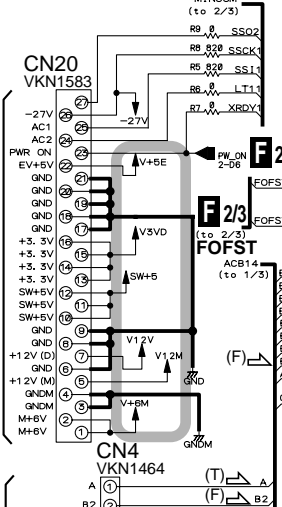 (to 2/3)
R9 0 SSO2
CN20
VKN1583
R8 820 SSCK1
R5 820 SSI1
R6 0 LT11
R7 0 XRDY1
27
-27V 26
-27V
AC1 25
AC2 24
PWR ON 23
PW_ON
2-D6
F 2
EV+5V 22
V+5E
GND 21
GND 20
FOFS
GND 19
GND 18
F 2/3
FOFS
GND 17
V3VD
(to 2/3)
FOFST
+3.3V 16
+3.3V 15
ACB14
(to 1/3)
+3.3V 14
+3.3V 13
SW+5
SW+5V 12
SW+5V 11
SW+5V 10
GND 9
GND 8
V12V
+12V (D) 7
V12M
(F)
GND 6
+12V (M) 5
GND
GNDM 4
GNDM 3
V+6M
M+6V 2
M+6V 1
GNDM
CN4
VKN1464
A 1
(T) A
B2 2
(F) B2